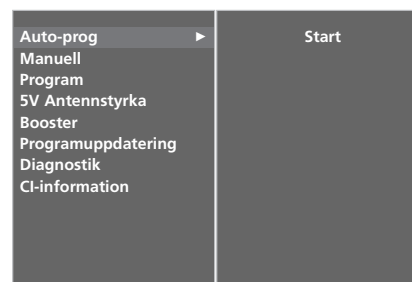 Auto-prog ► Start
Manuell
Program
5V Antennstyrka
Booster
Programuppdatering
Diagnostik
CI-information